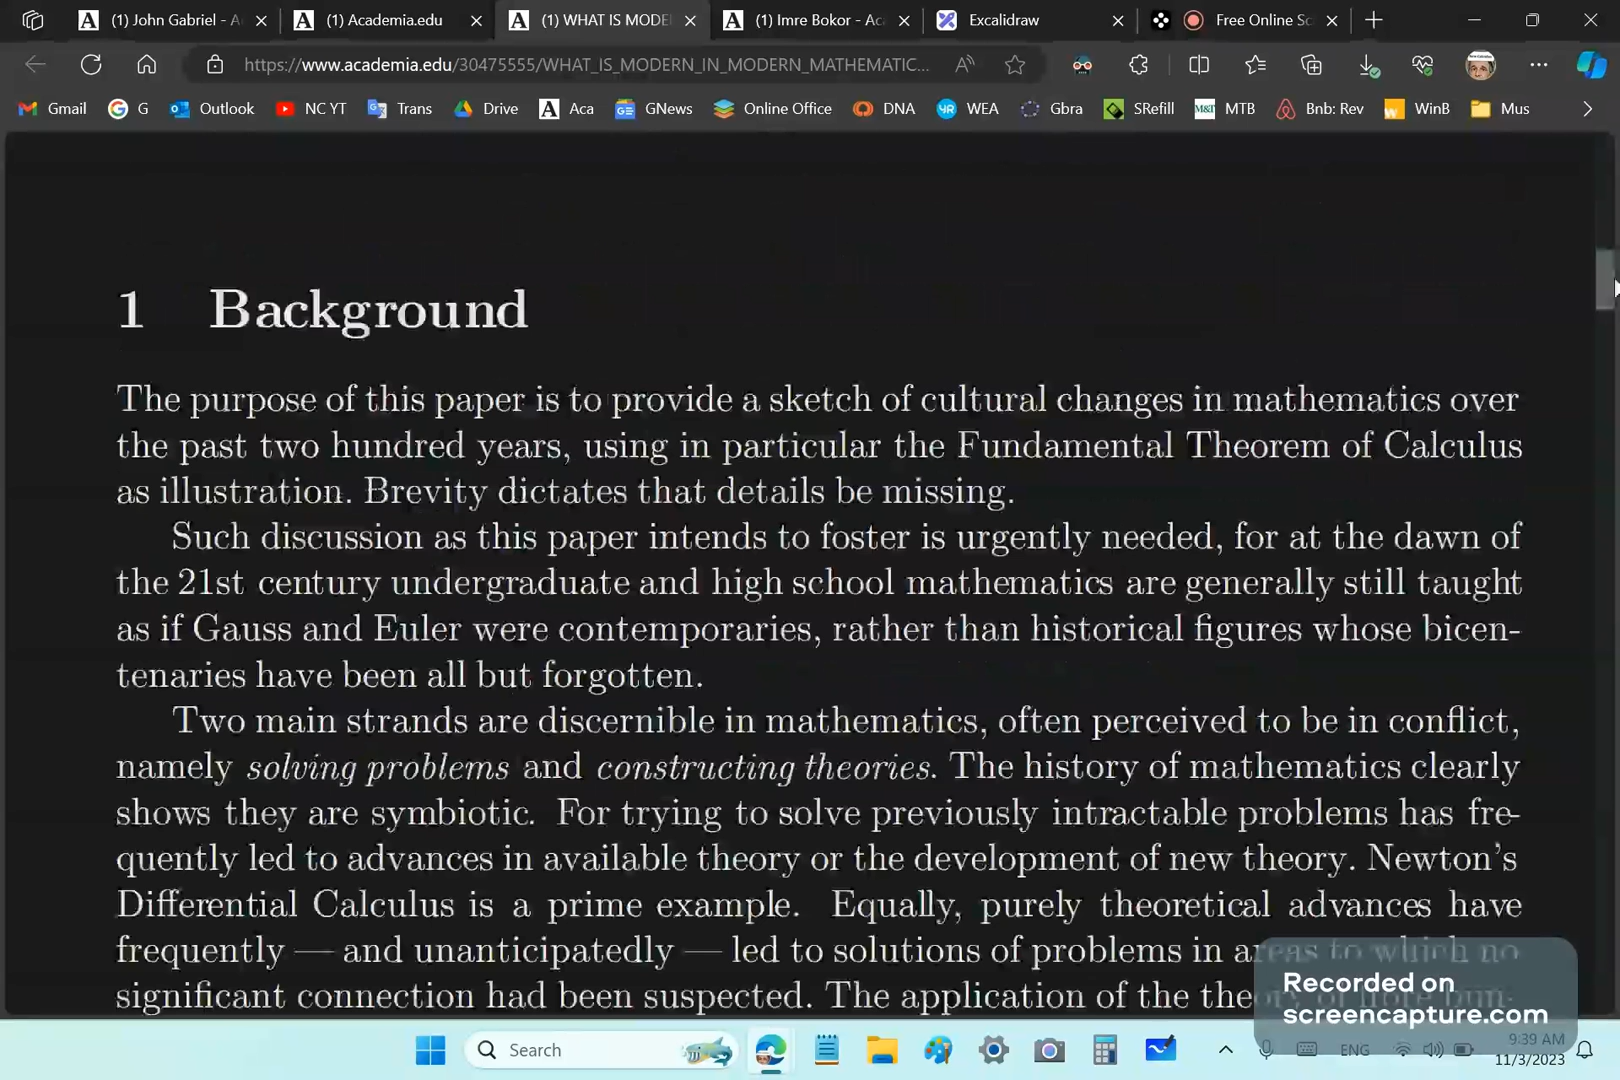 (1) John Gabriel - A
(1) Academia.edu
(1) WHAT IS MODE
(1) Imre Bokor - Aca
Excalidraw
Free Online Sc
https://www.academia.edu/30475555/WHAT_IS_MODERN_IN_MODERN_MATHEMATIC...
Gmail
G
Outlook
NC YT
Trans
Drive
Aca
GNews
Online Office
DNA
WEA
Gbra
SRefill
M&T
MTB
Bnb: Rev
WinB
Mus
1 Background
The purpose of this paper is to provide a sketch of cultural changes in mathematics over
the past two hundred years, using in particular the Fundamental Theorem of Calculus
as illustration. Brevity dictates that details be missing.
Such discussion as this paper intends to foster is urgently needed, for at the dawn of
the 21st century undergraduate and high school mathematics are generally still taught
as if Gauss and Euler were contemporaries, rather than historical figures whose bicen-
tenaries have been all but forgotten.
Two main strands are discernible in mathematics, often perceived to be in conflict,
namely solving problems and constructing theories. The history of mathematics clearly
shows they are symbiotic. For trying to solve previously intractable problems has fre-
quently led to advances in available theory or the development of new theory. Newton's
Differential Calculus is a prime example. Equally, purely theoretical advances have
frequently — and unanticipatedly — led to solutions of problems in areas to which no
significant connection had been suspected. The application of the theory of
Recorded on
screencapture.com
Search
ENG
9:39 AM
11/3/2023